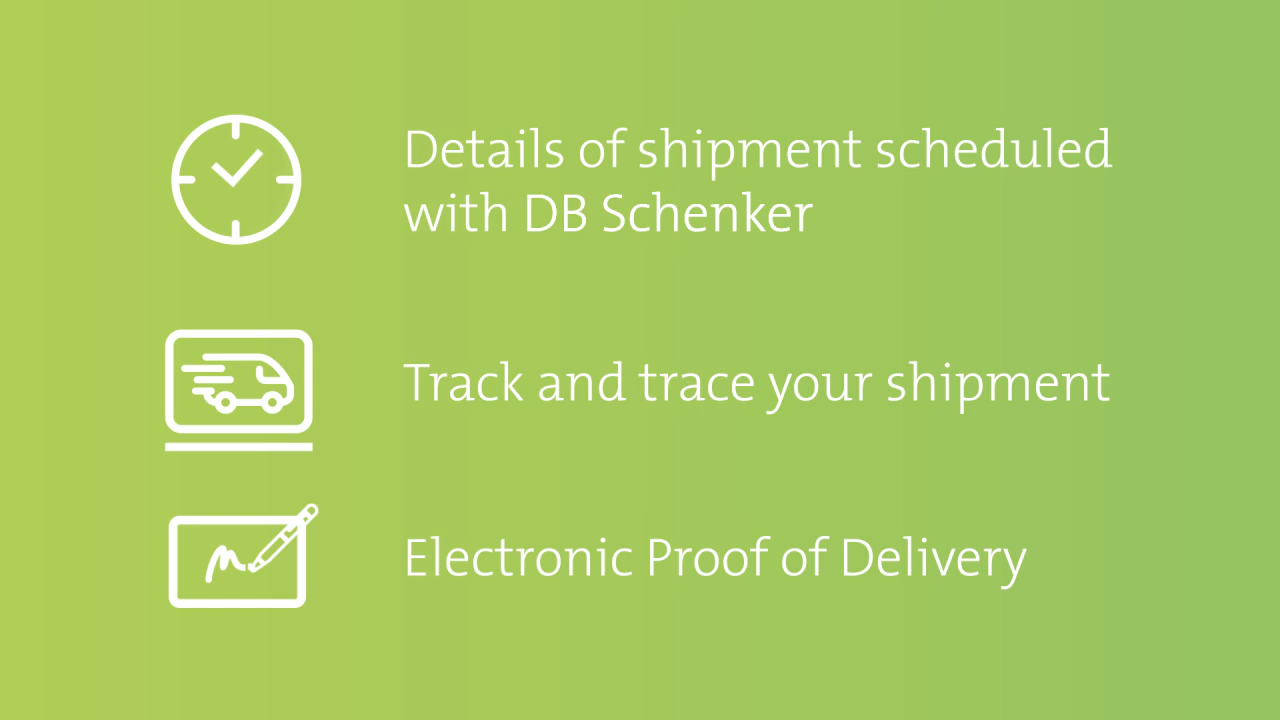 Details of shipment scheduled
with DB Schenker
Track and trace your shipment
Electronic Proof of Delivery